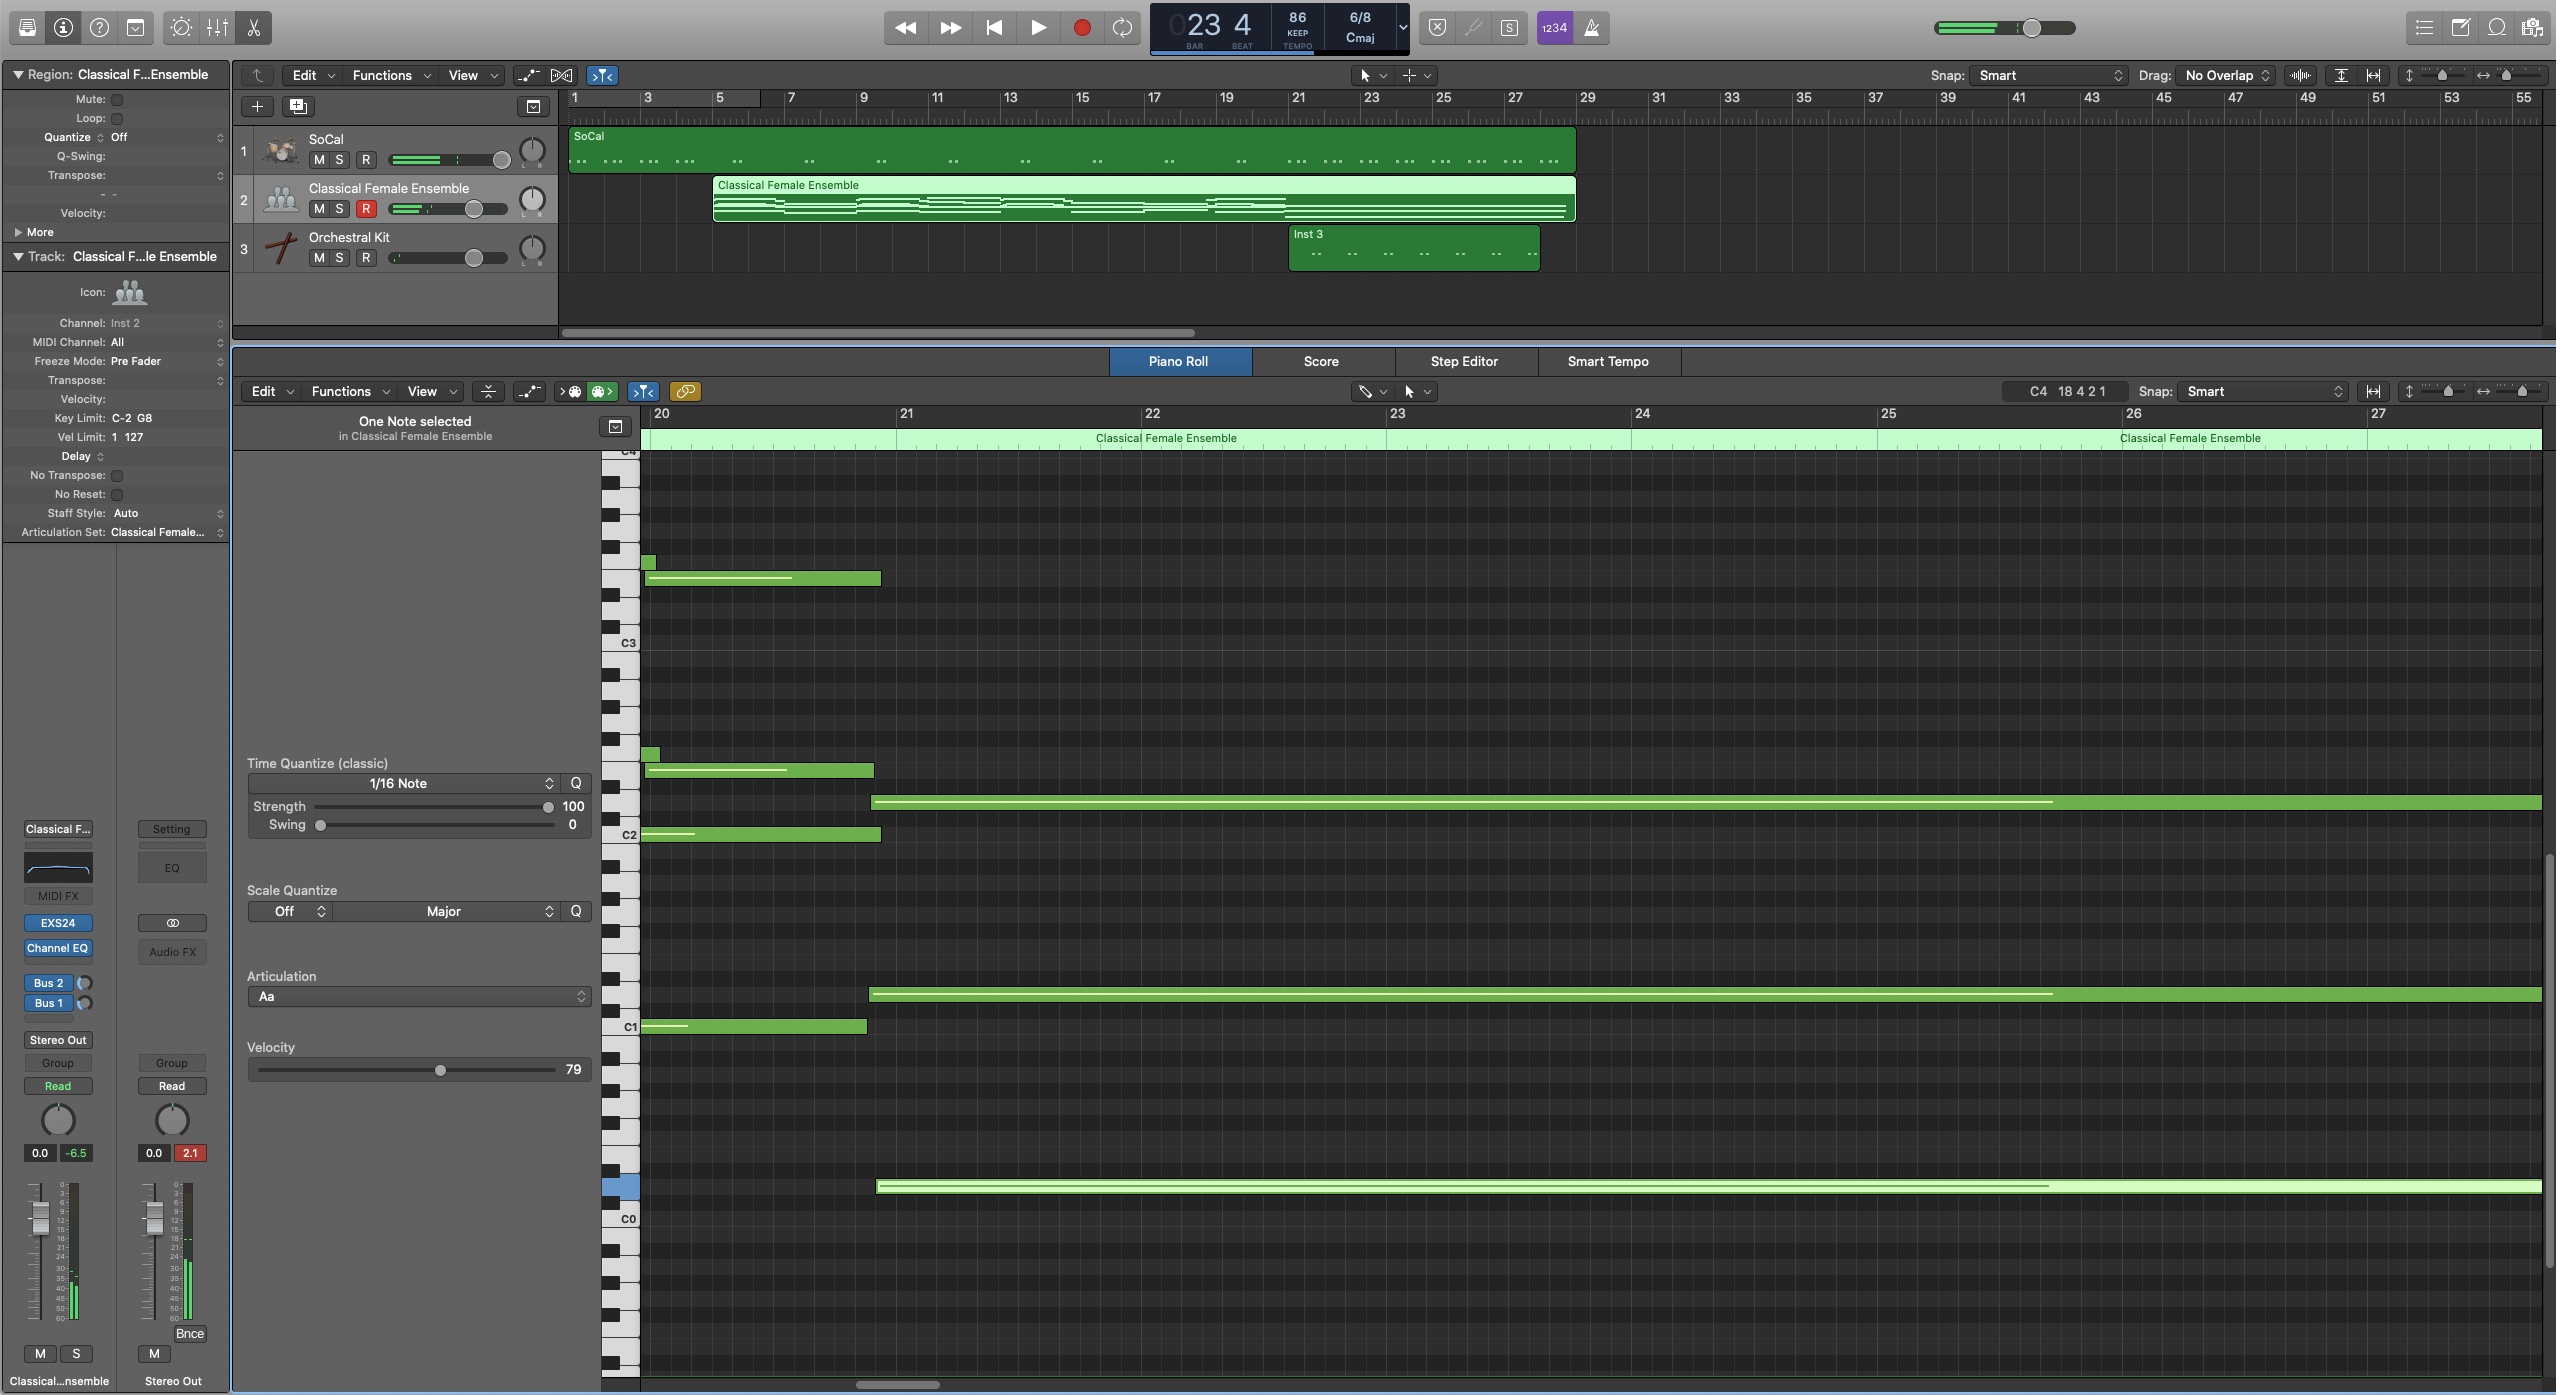 023 4
BAR BEAT
86
KEEP
TEMPO
6/8
Cmaj
S
1234
Region: Classical F...Ensemble
Mute:
Loop:
Quantize Off
Q-Swing:
Transpose:
- -
Velocity:
More
Track: Classical F...le Ensemble
Icon:
Channel: Inst 2
MIDI Channel: All
Freeze Mode: Pre Fader
Transpose:
Velocity:
Key Limit: C-2 G8
Vel Limit: 1 127
Delay
No Transpose:
No Reset:
Staff Style: Auto
Articulation Set: Classical Female...
Classical F... Setting
EQ
MIDI FX
EXS24
Channel EQ Audio FX
Bus 2
Bus 1
Stereo Out
Group Group
Read Read
0.0 -6.5 0.0 2.1
Bnce
M S M
Classical...nsemble Stereo Out
Edit Functions View Snap: Smart Drag: No Overlap
1 3 5 7 9 11 13 15 17 19 21 23 25 27 29 31 33 35 37 39 41 43 45 47 49 51 53 55
1 SoCal
M S R L R
SoCal
2 Classical Female Ensemble
M S R L R
Classical Female Ensemble
3 Orchestral Kit
M S R L R
Inst 3
Piano Roll Score Step Editor Smart Tempo
Edit Functions View C4 18 4 2 1 Snap: Smart
One Note selected
in Classical Female Ensemble
20 21 22 23 24 25 26 27
Classical Female Ensemble Classical Female Ensemble
Time Quantize (classic)
1/16 Note Q
Strength 100
Swing 0
Scale Quantize
Off Major Q
Articulation
Aa
Velocity
79
C4
C3
C2
C1
C0